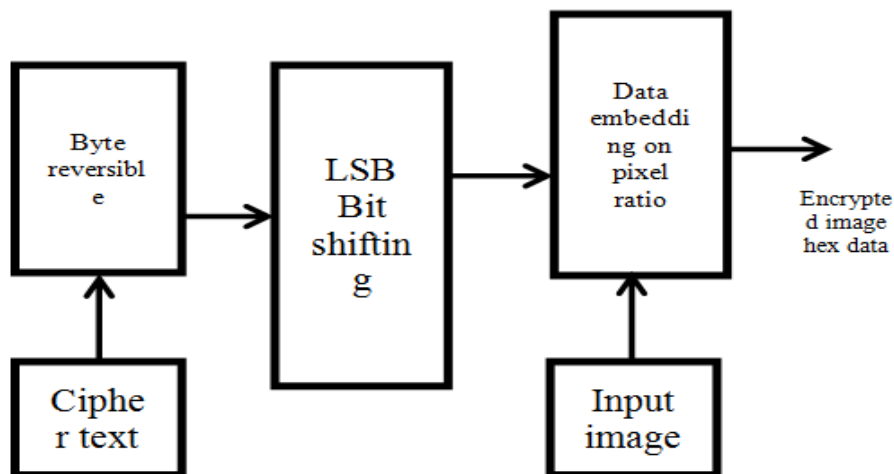 Byte
reversibl
e
LSB
Bit
shiftin
g
Data
embeddi
ng on
pixel
ratio
Encrypte
d image
hex data
Ciphe
r text
Input
image